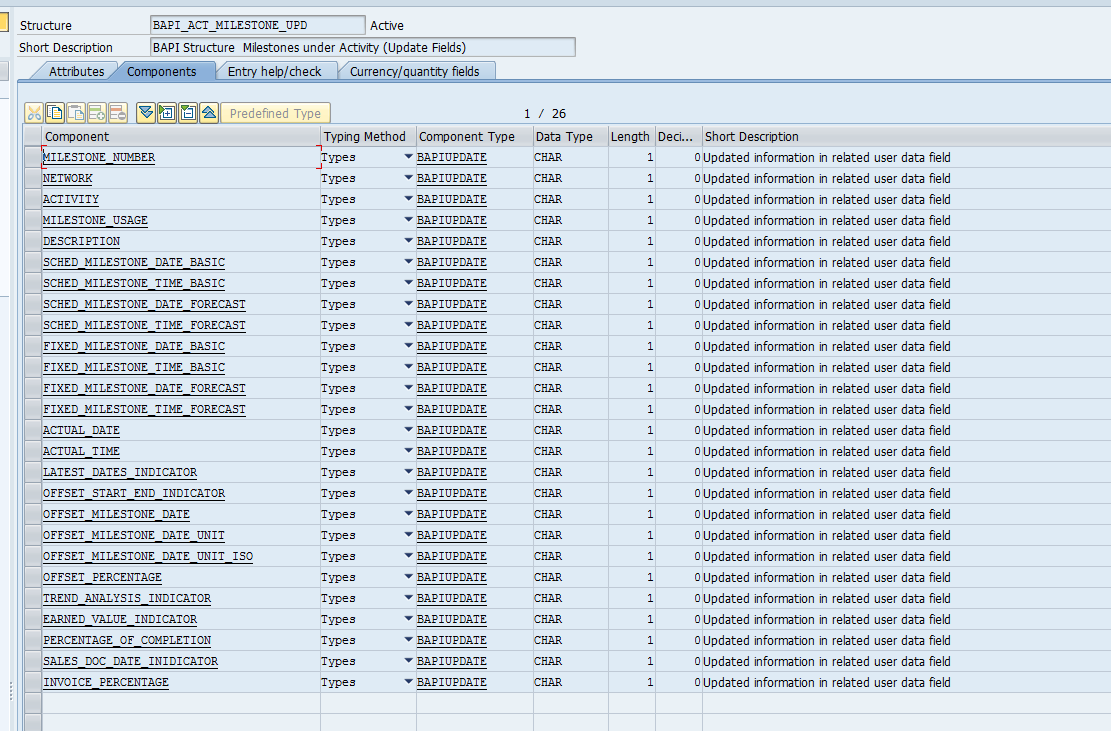 Structure BAPI_ACT_MILESTONE_UPD Active
Short Description BAPI Structure Milestones under Activity (Update Fields)
Attributes Components Entry help/check Currency/quantity fields
Predefined Type 1 / 26
Component Typing Method Component Type Data Type Length Deci... Short Description
MILESTONE_NUMBER Types BAPIUPDATE CHAR 1 0 Updated information in related user data field
NETWORK Types BAPIUPDATE CHAR 1 0 Updated information in related user data field
ACTIVITY Types BAPIUPDATE CHAR 1 0 Updated information in related user data field
MILESTONE_USAGE Types BAPIUPDATE CHAR 1 0 Updated information in related user data field
DESCRIPTION Types BAPIUPDATE CHAR 1 0 Updated information in related user data field
SCHED_MILESTONE_DATE_BASIC Types BAPIUPDATE CHAR 1 0 Updated information in related user data field
SCHED_MILESTONE_TIME_BASIC Types BAPIUPDATE CHAR 1 0 Updated information in related user data field
SCHED_MILESTONE_DATE_FORECAST Types BAPIUPDATE CHAR 1 0 Updated information in related user data field
SCHED_MILESTONE_TIME_FORECAST Types BAPIUPDATE CHAR 1 0 Updated information in related user data field
FIXED_MILESTONE_DATE_BASIC Types BAPIUPDATE CHAR 1 0 Updated information in related user data field
FIXED_MILESTONE_TIME_BASIC Types BAPIUPDATE CHAR 1 0 Updated information in related user data field
FIXED_MILESTONE_DATE_FORECAST Types BAPIUPDATE CHAR 1 0 Updated information in related user data field
FIXED_MILESTONE_TIME_FORECAST Types BAPIUPDATE CHAR 1 0 Updated information in related user data field
ACTUAL_DATE Types BAPIUPDATE CHAR 1 0 Updated information in related user data field
ACTUAL_TIME Types BAPIUPDATE CHAR 1 0 Updated information in related user data field
LATEST_DATES_INDICATOR Types BAPIUPDATE CHAR 1 0 Updated information in related user data field
OFFSET_START_END_INDICATOR Types BAPIUPDATE CHAR 1 0 Updated information in related user data field
OFFSET_MILESTONE_DATE Types BAPIUPDATE CHAR 1 0 Updated information in related user data field
OFFSET_MILESTONE_DATE_UNIT Types BAPIUPDATE CHAR 1 0 Updated information in related user data field
OFFSET_MILESTONE_DATE_UNIT_ISO Types BAPIUPDATE CHAR 1 0 Updated information in related user data field
OFFSET_PERCENTAGE Types BAPIUPDATE CHAR 1 0 Updated information in related user data field
TREND_ANALYSIS_INDICATOR Types BAPIUPDATE CHAR 1 0 Updated information in related user data field
EARNED_VALUE_INDICATOR Types BAPIUPDATE CHAR 1 0 Updated information in related user data field
PERCENTAGE_OF_COMPLETION Types BAPIUPDATE CHAR 1 0 Updated information in related user data field
SALES_DOC_DATE_INIDICATOR Types BAPIUPDATE CHAR 1 0 Updated information in related user data field
INVOICE_PERCENTAGE Types BAPIUPDATE CHAR 1 0 Updated information in related user data field